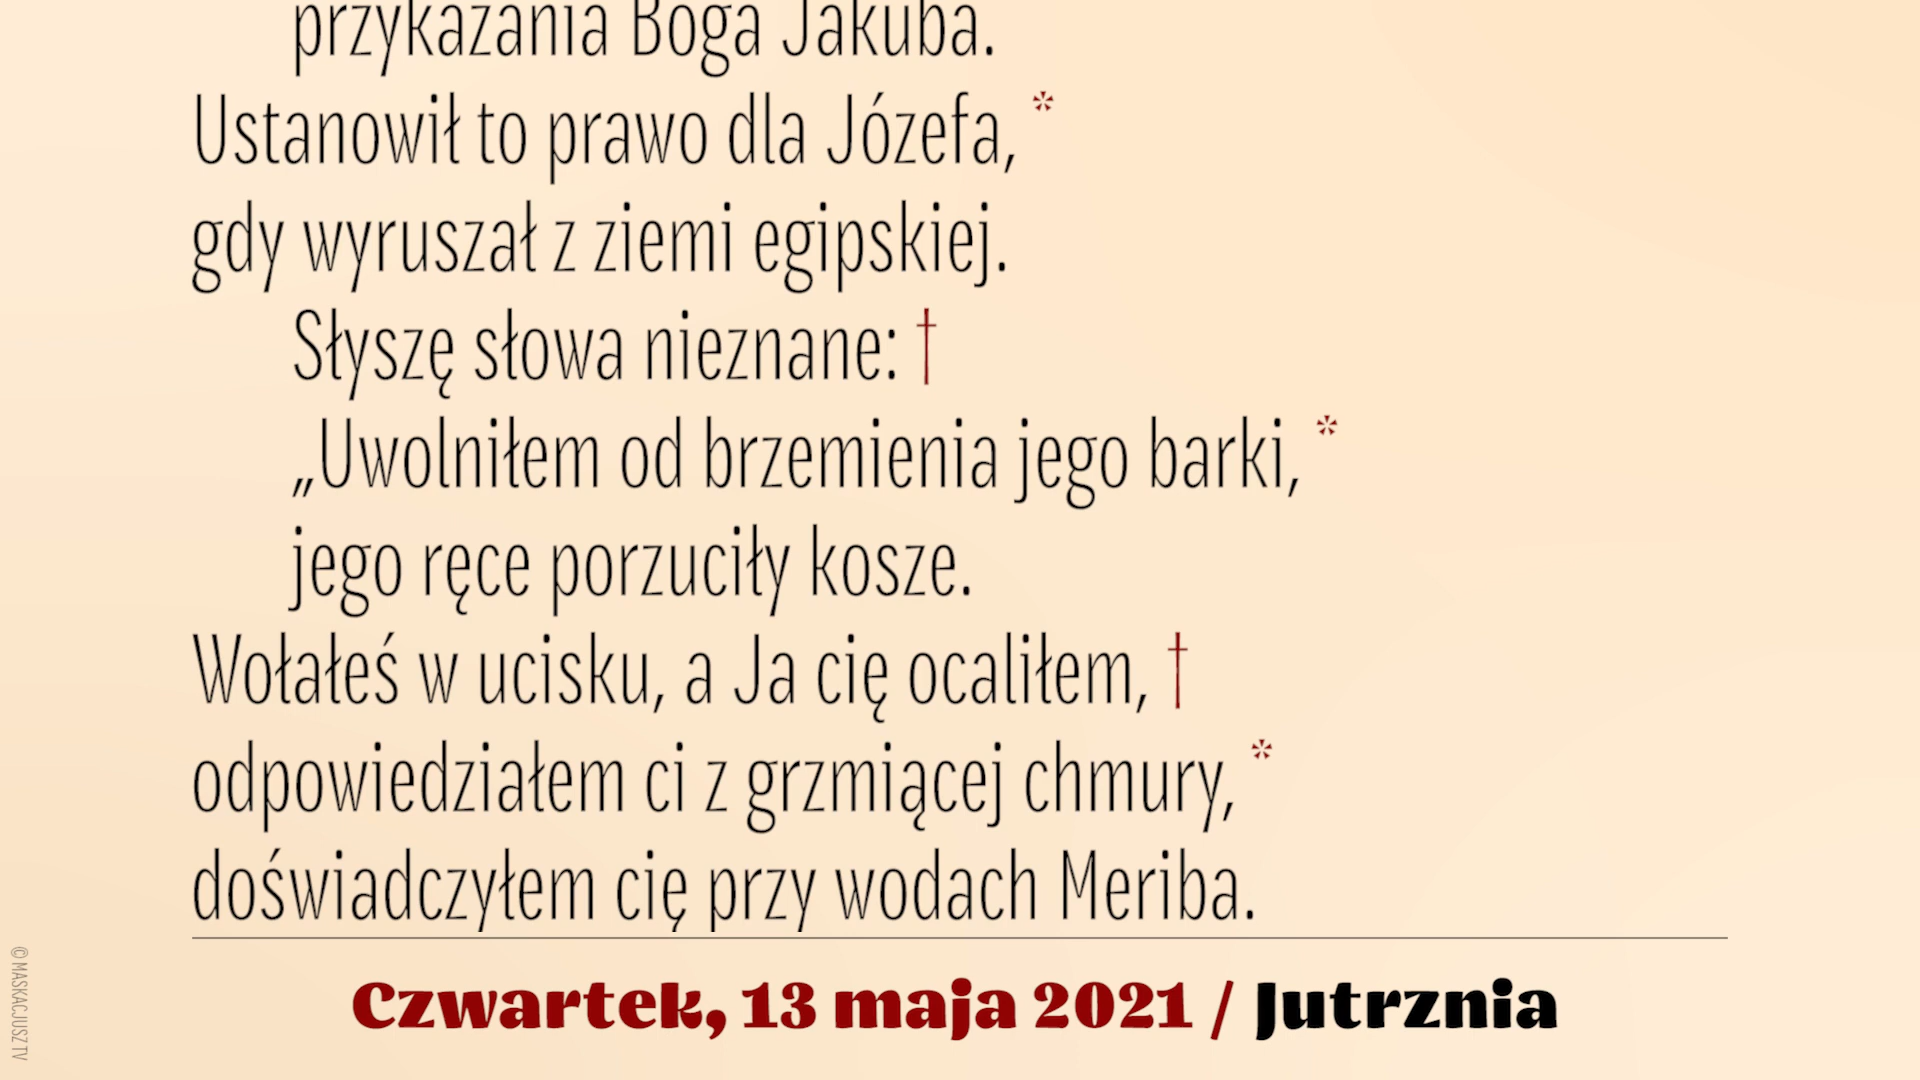 przykazania Boga Jakuba.
Ustanowił to prawo dla Józefa, *
gdy wyruszał z ziemi egipskiej.
Słyszę słowa nieznane: †
„Uwolniłem od brzemienia jego barki, *
jego ręce porzuciły kosze.
Wołałeś w ucisku, a Ja cię ocaliłem, †
odpowiedziałem ci z grzmiącej chmury, *
doświadczyłem cię przy wodach Meriba.
Czwartek, 13 maja 2021 / Jutrznia
© MASKACJUSZ TV